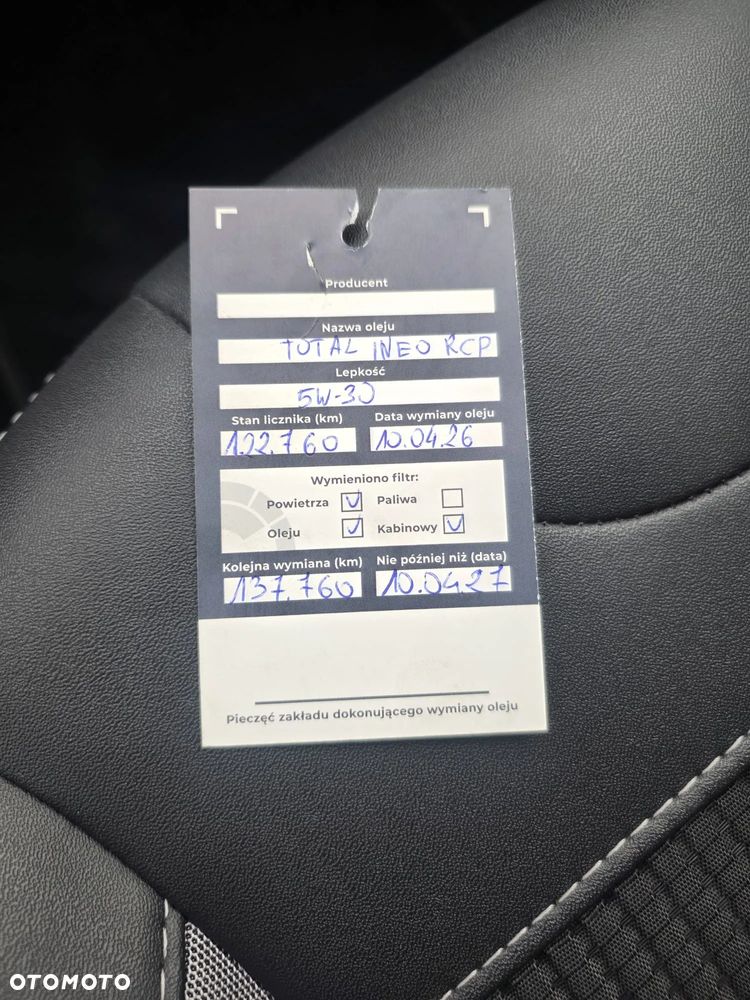 Producent
Nazwa oleju
TOTAL INEO RCP
Lepkość
5W-30
Stan licznika (km) Data wymiany oleju
122.760 10.04.26
Wymieniono filtr:
Powietrza Paliwa
Oleju Kabinowy
Kolejna wymiana (km) Nie później niż (data)
137.760 10.04.27
Pieczęć zakładu dokonującego wymiany oleju
OTOMOTO